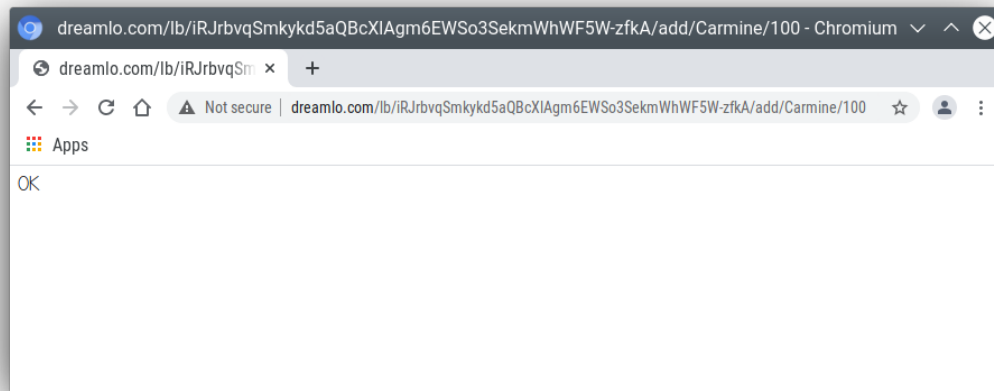 dreamlo.com/lb/iRJrbvqSmkykd5aQBcXIAgm6EWSo3SekmWhWF5W-zfkA/add/Carmine/100 - Chromium
dreamlo.com/lb/iRJrbvqSm
Not secure | dreamlo.com/lb/iRJrbvqSmkykd5aQBcXIAgm6EWSo3SekmWhWF5W-zfkA/add/Carmine/100
Apps
OK